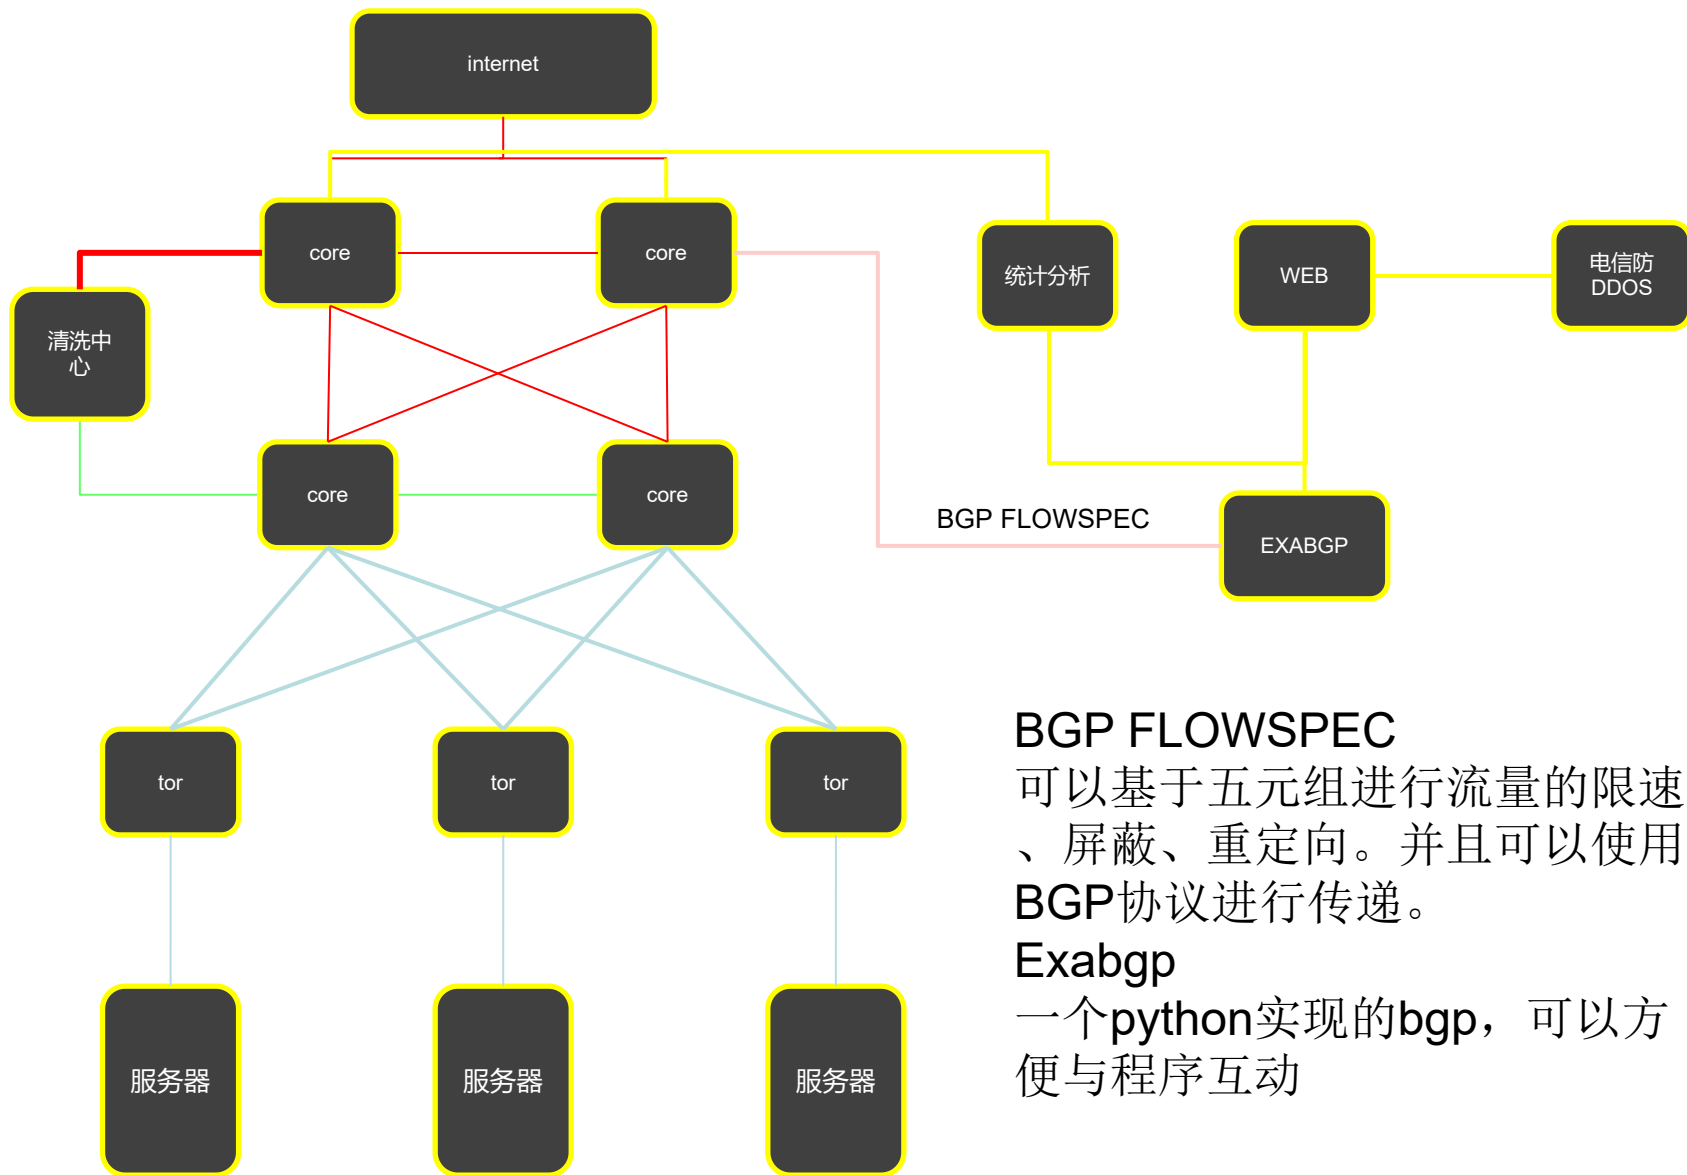 internet
core
core
统计分析
WEB
电信防
DDOS
清洗中
心
core
core
BGP FLOWSPEC
EXABGP
tor
tor
tor
服务器
服务器
服务器
BGP FLOWSPEC
可以基于五元组进行流量的限速
、屏蔽、重定向。并且可以使用
BGP协议进行传递。
Exabgp
一个python实现的bgp，可以方
便与程序互动